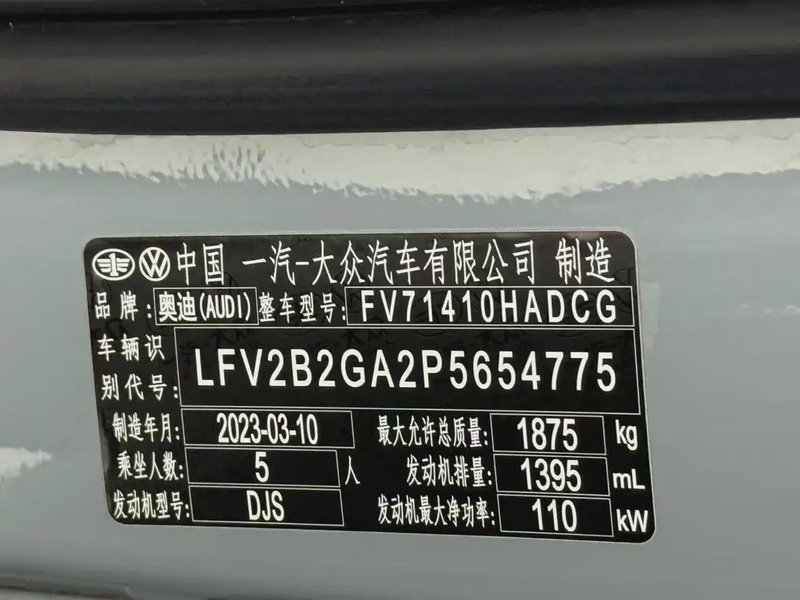 中国 一汽-大众汽车有限公司 制造
品牌: 奥迪(AUDI) 整车型号: FV71410HADCG
车辆识别代号: LFV2B2GA2P5654775
制造年月: 2023-03-10 最大允许总质量: 1875 kg
乘坐人数: 5 人 发动机排量: 1395 mL
发动机型号: DJS 发动机最大净功率: 110 kW